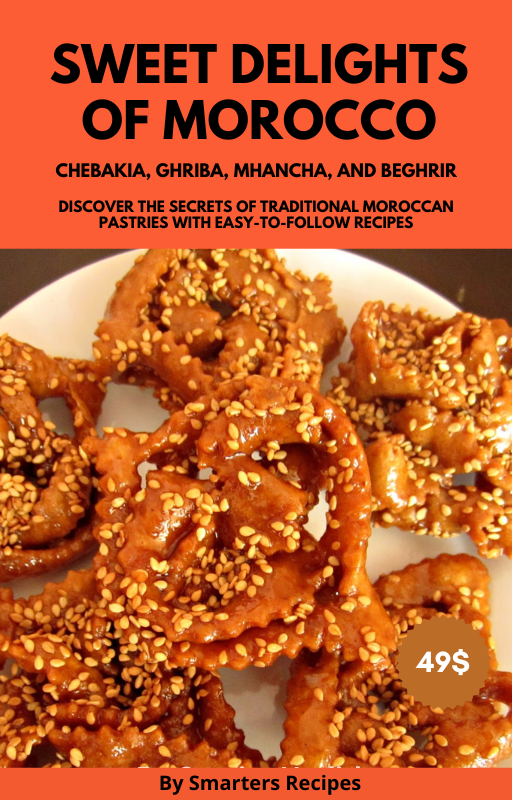 SWEET DELIGHTS
OF MOROCCO
CHEBAKIA, GHRIBA, MHANCHA, AND BEGHRIR
DISCOVER THE SECRETS OF TRADITIONAL MOROCCAN
PASTRIES WITH EASY-TO-FOLLOW RECIPES
49$
By Smarters Recipes